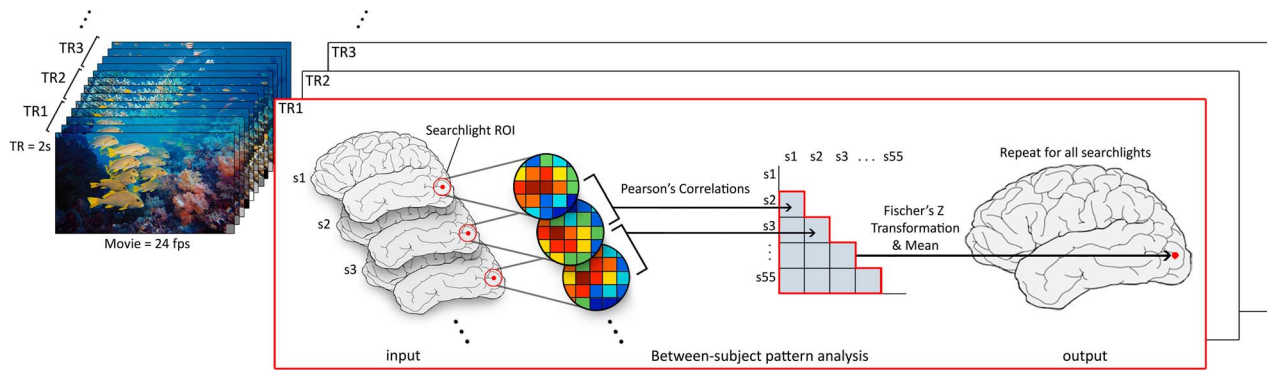 TR3
TR2
TR1
TR = 2s
Movie = 24 fps
TR3
TR2
TR1
Searchlight ROI
s1
s2
s3
input
Pearson's Correlations
Between-subject pattern analysis
s1 s2 s3 ... s55
s1
s2
s3
s55
Fischer's Z
Transformation
& Mean
Repeat for all searchlights
output